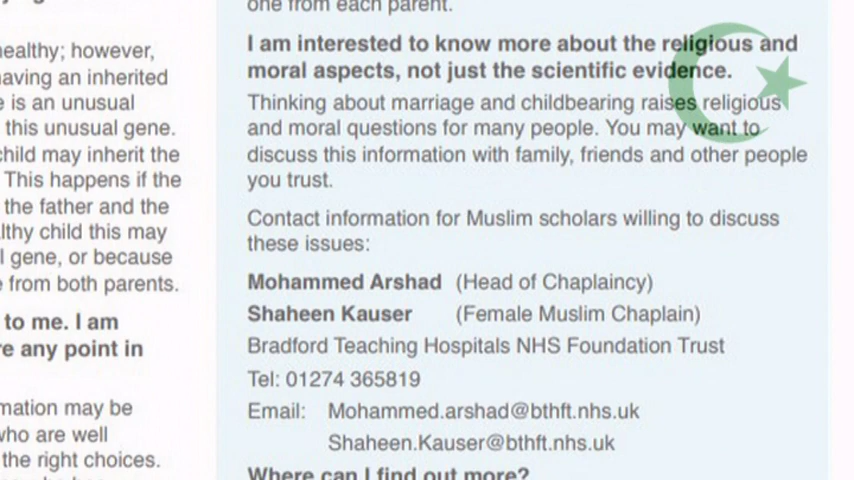 healthy; however,
having an inherited
e is an unusual
this unusual gene.
child may inherit the
This happens if the
the father and the
lthy child this may
l gene, or because
e from both parents.
to me. I am
re any point in
mation may be
who are well
the right choices.
one from each parent.
I am interested to know more about the religious and
moral aspects, not just the scientific evidence.
Thinking about marriage and childbearing raises religious
and moral questions for many people. You may want to
discuss this information with family, friends and other people
you trust.
Contact information for Muslim scholars willing to discuss
these issues:
Mohammed Arshad (Head of Chaplaincy)
Shaheen Kauser (Female Muslim Chaplain)
Bradford Teaching Hospitals NHS Foundation Trust
Tel: 01274 365819
Email: Mohammed.arshad@bthft.nhs.uk
Shaheen.Kauser@bthft.nhs.uk
Where can I find out more?